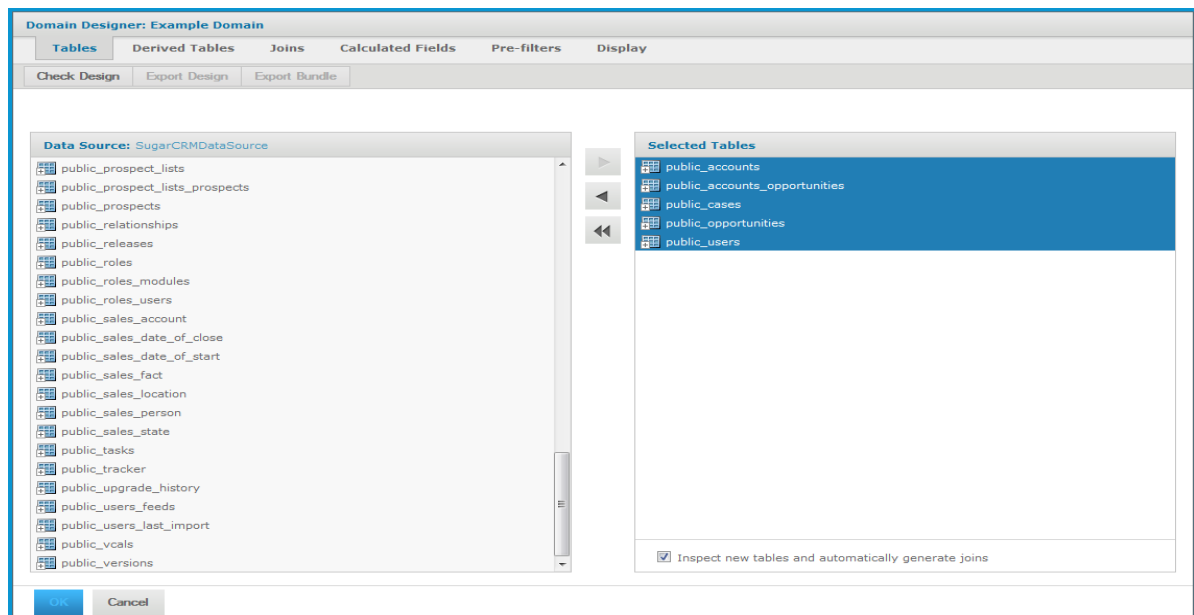 Domain Designer: Example Domain
Tables Derived Tables Joins Calculated Fields Pre-filters Display
Check Design Export Design Export Bundle
Data Source: SugarCRMDataSource
public_prospect_lists
public_prospect_lists_prospects
public_prospects
public_relationships
public_releases
public_roles
public_roles_modules
public_roles_users
public_sales_account
public_sales_date_of_close
public_sales_date_of_start
public_sales_fact
public_sales_location
public_sales_person
public_sales_state
public_tasks
public_tracker
public_upgrade_history
public_users_feeds
public_users_last_import
public_vcals
public_versions
Selected Tables
public_accounts
public_accounts_opportunities
public_cases
public_opportunities
public_users
Inspect new tables and automatically generate joins
OK Cancel